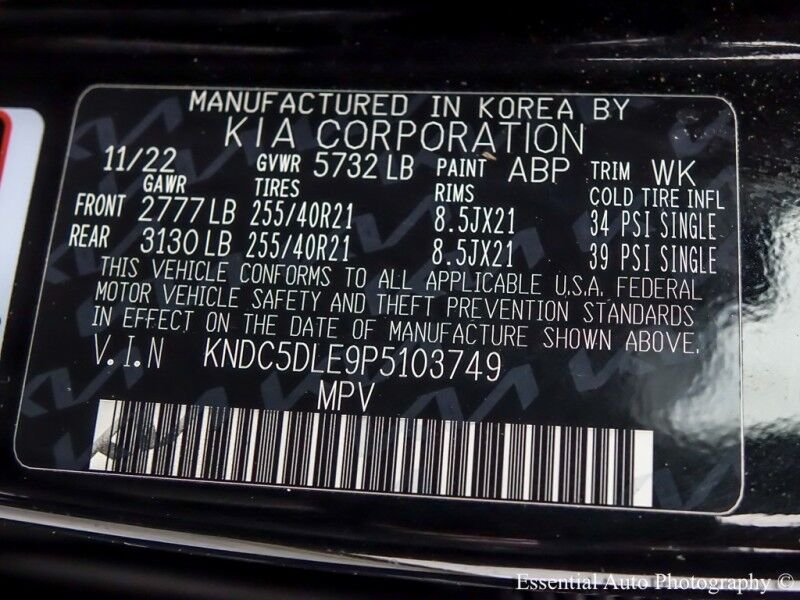 MANUFACTURED IN KOREA BY
KIA CORPORATION
11/22 GVWR 5732 LB PAINT ABP TRIM WK
GAWR TIRES RIMS COLD TIRE INFL
FRONT 2777 LB 255/40R21 8.5JX21 34 PSI SINGLE
REAR 3130 LB 255/40R21 8.5JX21 39 PSI SINGLE
THIS VEHICLE CONFORMS TO ALL APPLICABLE U.S.A. FEDERAL
MOTOR VEHICLE SAFETY AND THEFT PREVENTION STANDARDS
IN EFFECT ON THE DATE OF MANUFACTURE SHOWN ABOVE.
V.I.N KNDC5DLE9P5103749
MPV
Essential Auto Photography ©